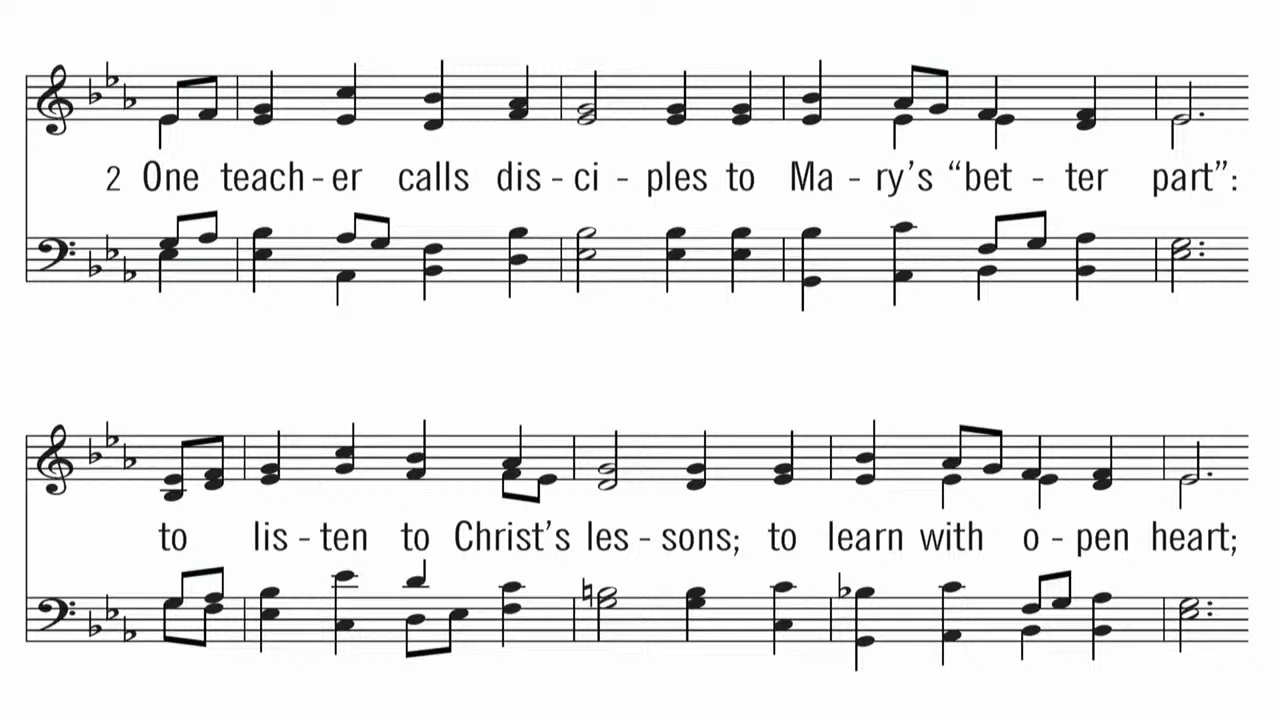 2 One teach - er calls dis - ci - ples to Ma - ry’s “bet - ter part”:
to lis - ten to Christ’s les - sons; to learn with o - pen heart;